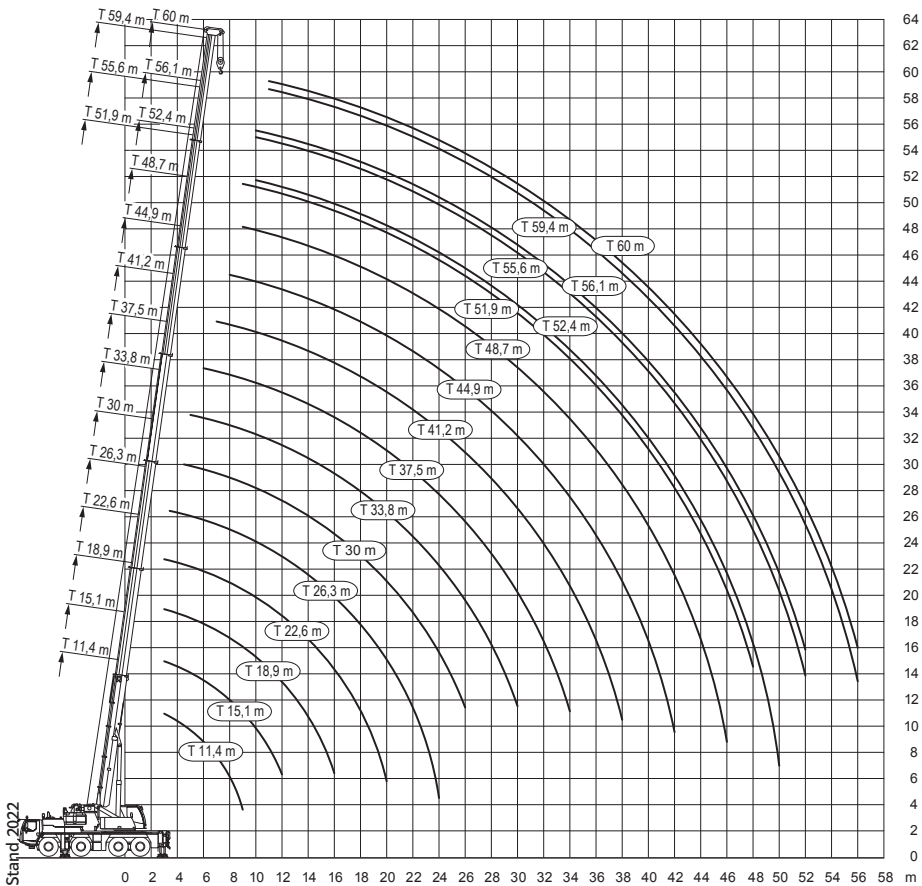 T 59,4 m
T 60 m
T 55,6 m
T 56,1 m
T 51,9 m
T 52,4 m
T 48,7 m
T 44,9 m
T 41,2 m
T 37,5 m
T 33,8 m
T 30 m
T 26,3 m
T 22,6 m
T 18,9 m
T 15,1 m
T 11,4 m
T 59,4 m
T 60 m
T 55,6 m
T 56,1 m
T 51,9 m
T 52,4 m
T 48,7 m
T 44,9 m
T 41,2 m
T 37,5 m
T 33,8 m
T 30 m
T 26,3 m
T 22,6 m
T 18,9 m
T 15,1 m
T 11,4 m
64
62
60
58
56
54
52
50
48
46
44
42
40
38
36
34
32
30
28
26
24
22
20
18
16
14
12
10
8
6
4
2
0
0 2 4 6 8 10 12 14 16 18 20 22 24 26 28 30 32 34 36 38 40 42 44 46 48 50 52 54 56 58 m
Stand 2022